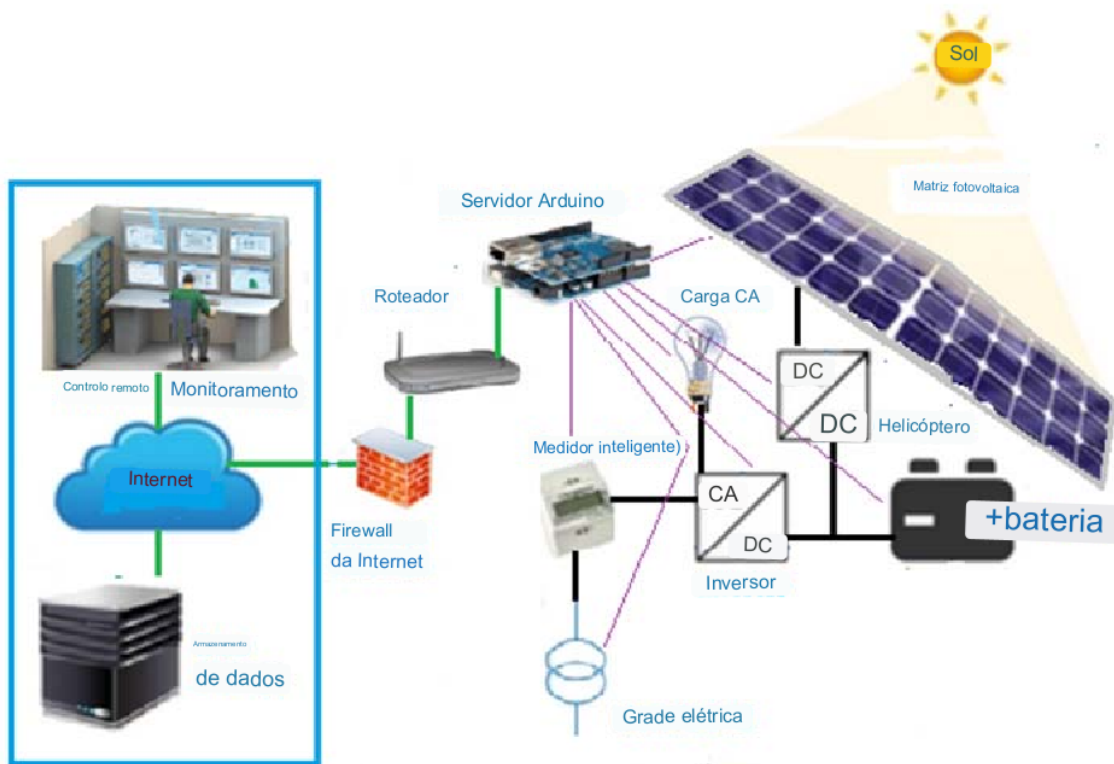 Sol
Matriz fotovoltaica
Servidor Arduino
Roteador
Carga CA
DC
DC
Helicóptero
Controlo remoto
Monitoramento
Medidor inteligente)
Internet
CA
DC
+bateria
Firewall
da Internet
Inversor
Armazenamento
de dados
Grade elétrica